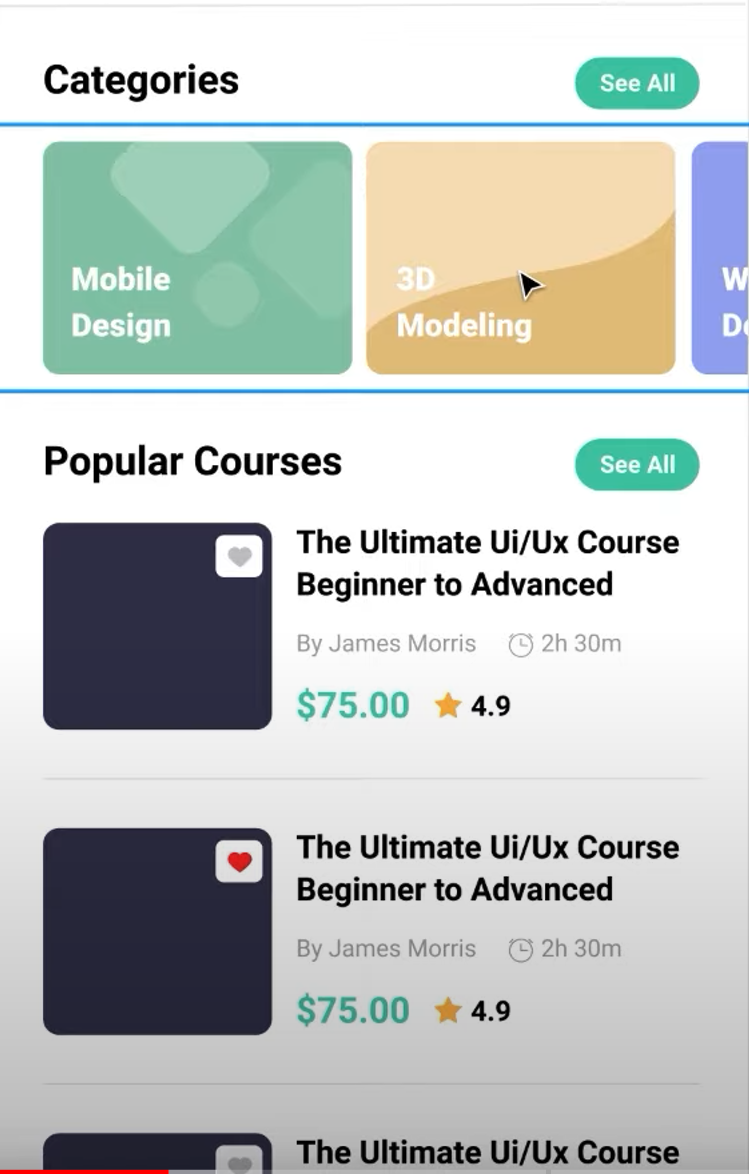 Categories
See All
Mobile
Design
3D
Modeling
Popular Courses
See All
The Ultimate Ui/Ux Course
Beginner to Advanced
By James Morris 2h 30m
$75.00 4.9
The Ultimate Ui/Ux Course
Beginner to Advanced
By James Morris 2h 30m
$75.00 4.9
The Ultimate Ui/Ux Course